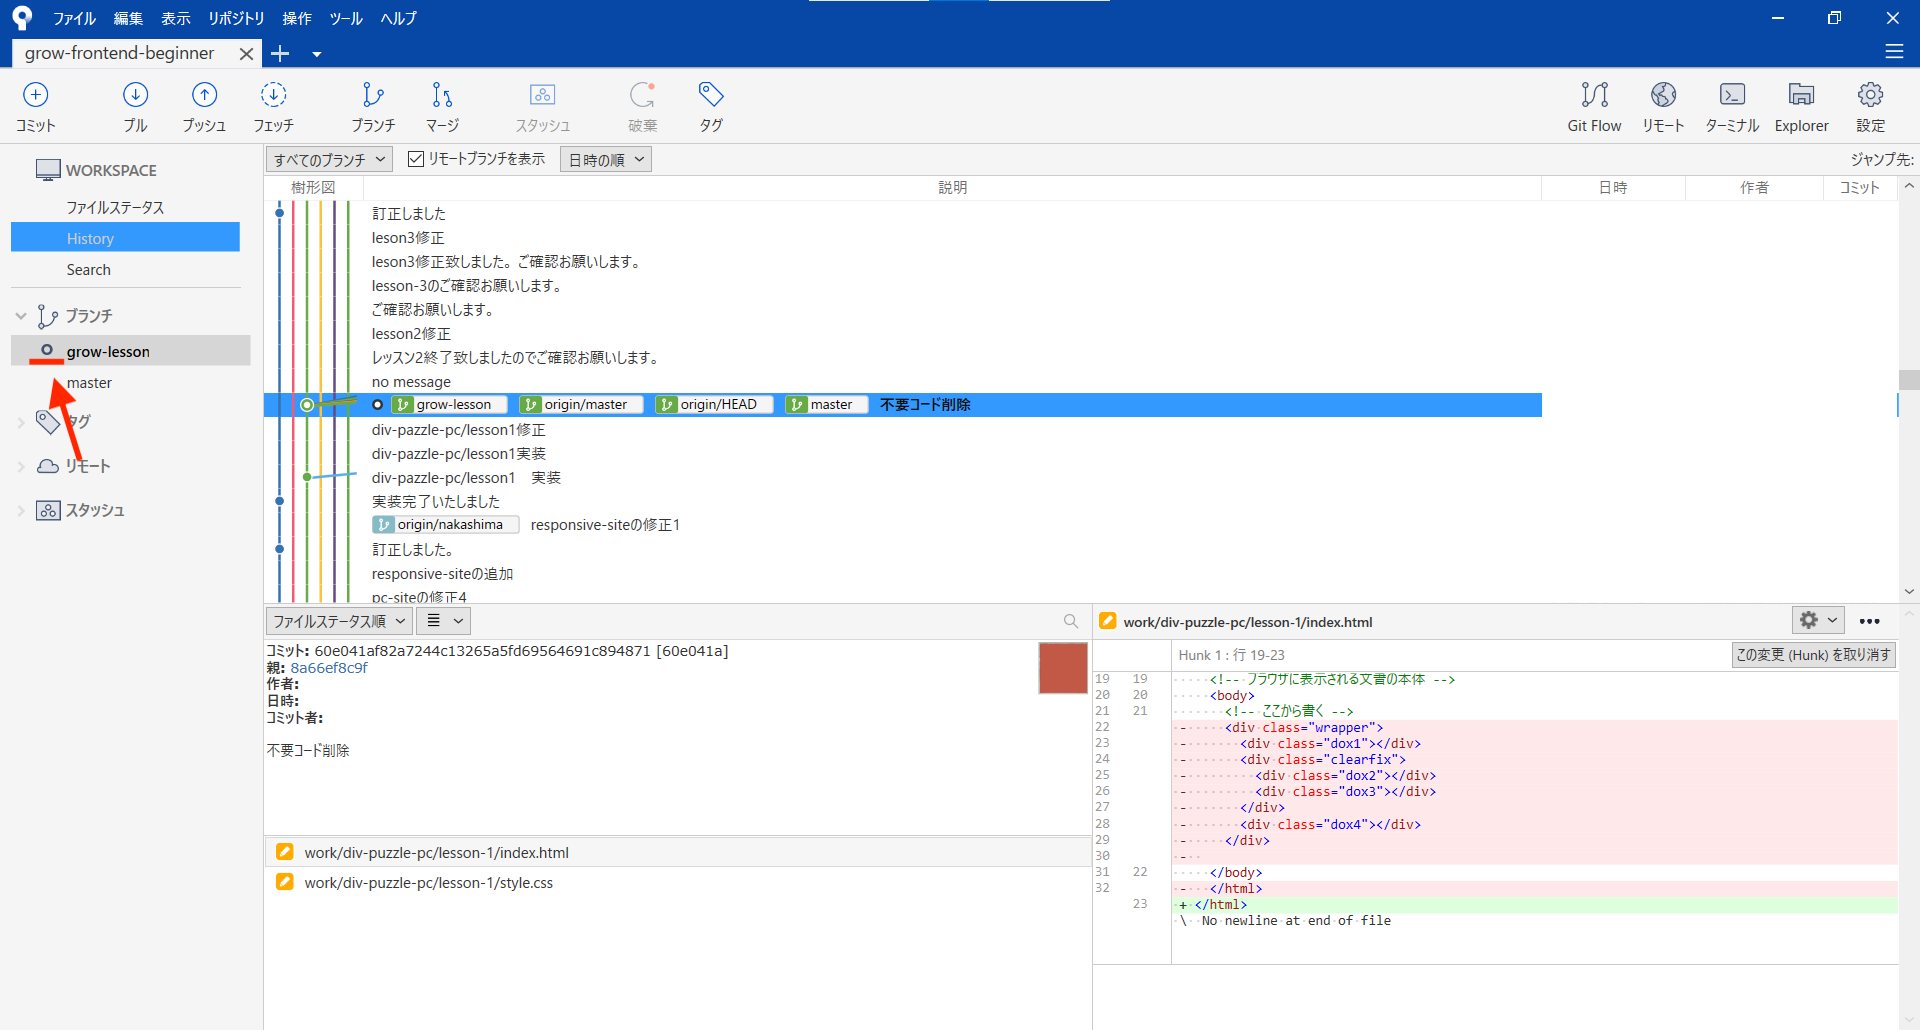 ファイル 編集 表示 リポジトリ 操作 ツール ヘルプ
grow-frontend-beginner
コミット プル プッシュ フェッチ ブランチ マージ スタッシュ 破棄 タグ Git Flow リモート ターミナル Explorer 設定
WORKSPACE
ファイルステータス
History
Search
ブランチ
grow-lesson
master
タグ
リモート
スタッシュ
すべてのブランチ リモートブランチを表示 日時の順 ジャンプ先:
樹形図 説明 日時 作者 コミット
訂正しました
leson3修正
leson3修正致しました。ご確認お願いします。
lesson-3のご確認お願いします。
ご確認お願いします。
lesson2修正
レッスン2終了致しましたのでご確認お願いします。
no message
grow-lesson origin/master origin/HEAD master 不要コード削除
div-pazzle-pc/lesson1修正
div-pazzle-pc/lesson1実装
div-pazzle-pc/lesson1　実装
実装完了いたしました
origin/nakashima responsive-siteの修正1
訂正しました。
responsive-siteの追加
pc-siteの修正4
ファイルステータス順
コミット: 60e041af82a7244c13265a5fd69564691c894871 [60e041a]
親: 8a66ef8c9f
作者:
日時:
コミット者:
不要コード削除
work/div-puzzle-pc/lesson-1/index.html
work/div-puzzle-pc/lesson-1/style.css
work/div-puzzle-pc/lesson-1/index.html
Hunk 1 : 行 19-23 この変更 (Hunk) を取り消す
19 19 <!-- ブラウザに表示される文書の本体 -->
20 20 <body>
21 21 <!-- ここから書く -->
22 - <div class="wrapper">
23 - <div class="dox1"></div>
24 - <div class="clearfix">
25 - <div class="dox2"></div>
26 - <div class="dox3"></div>
27 - </div>
28 - <div class="dox4"></div>
29 - </div>
30 -
31 22 </body>
32 - </html>
23 + </html>
\ No newline at end of file